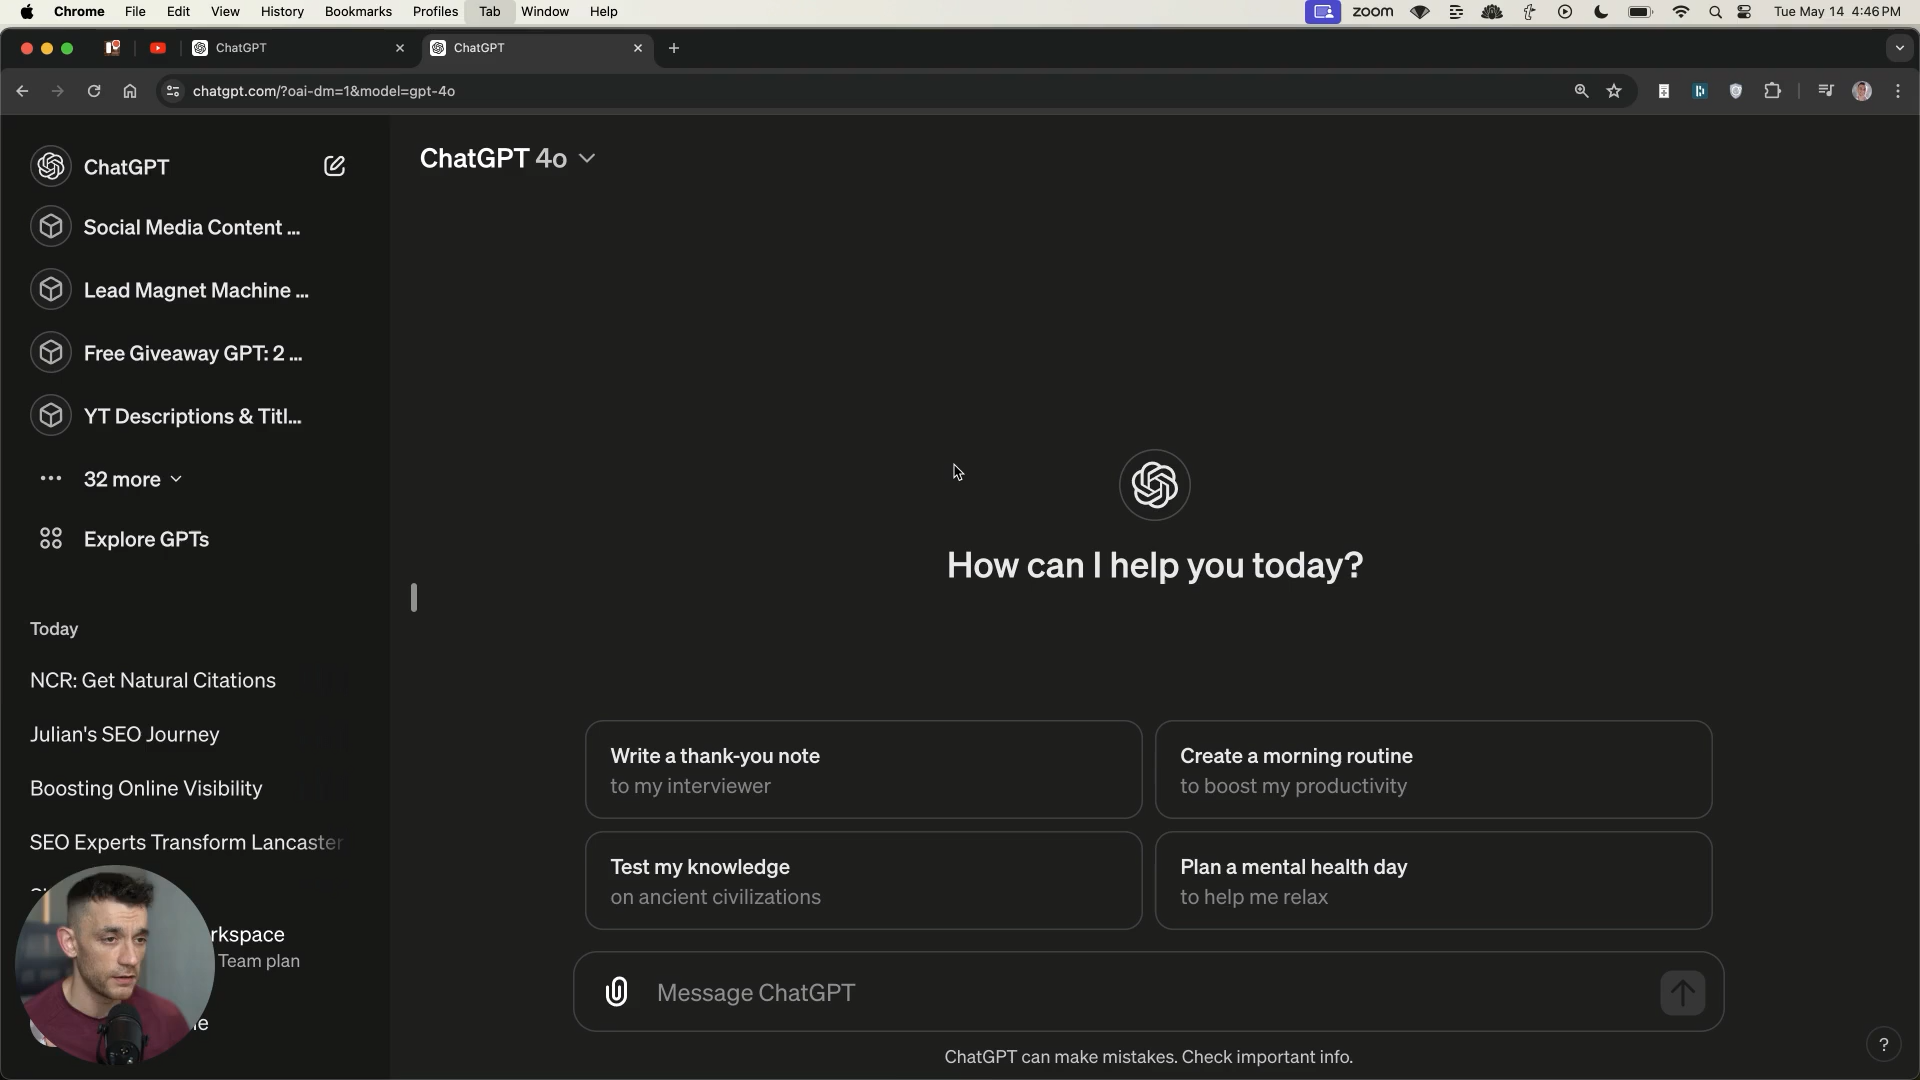 Chrome File Edit View History Bookmarks Profiles Tab Window Help zoom Tue May 14 4:46 PM
ChatGPT ChatGPT
chatgpt.com/?oai-dm=1&model=gpt-4o
ChatGPT
ChatGPT 4o
Social Media Content ...
Lead Magnet Machine ...
Free Giveaway GPT: 2 ...
YT Descriptions & Titl...
32 more
Explore GPTs
Today
NCR: Get Natural Citations
Julian's SEO Journey
Boosting Online Visibility
SEO Experts Transform Lancaster
rkspace
Team plan
How can I help you today?
Write a thank-you note
to my interviewer
Create a morning routine
to boost my productivity
Test my knowledge
on ancient civilizations
Plan a mental health day
to help me relax
Message ChatGPT
ChatGPT can make mistakes. Check important info.
?